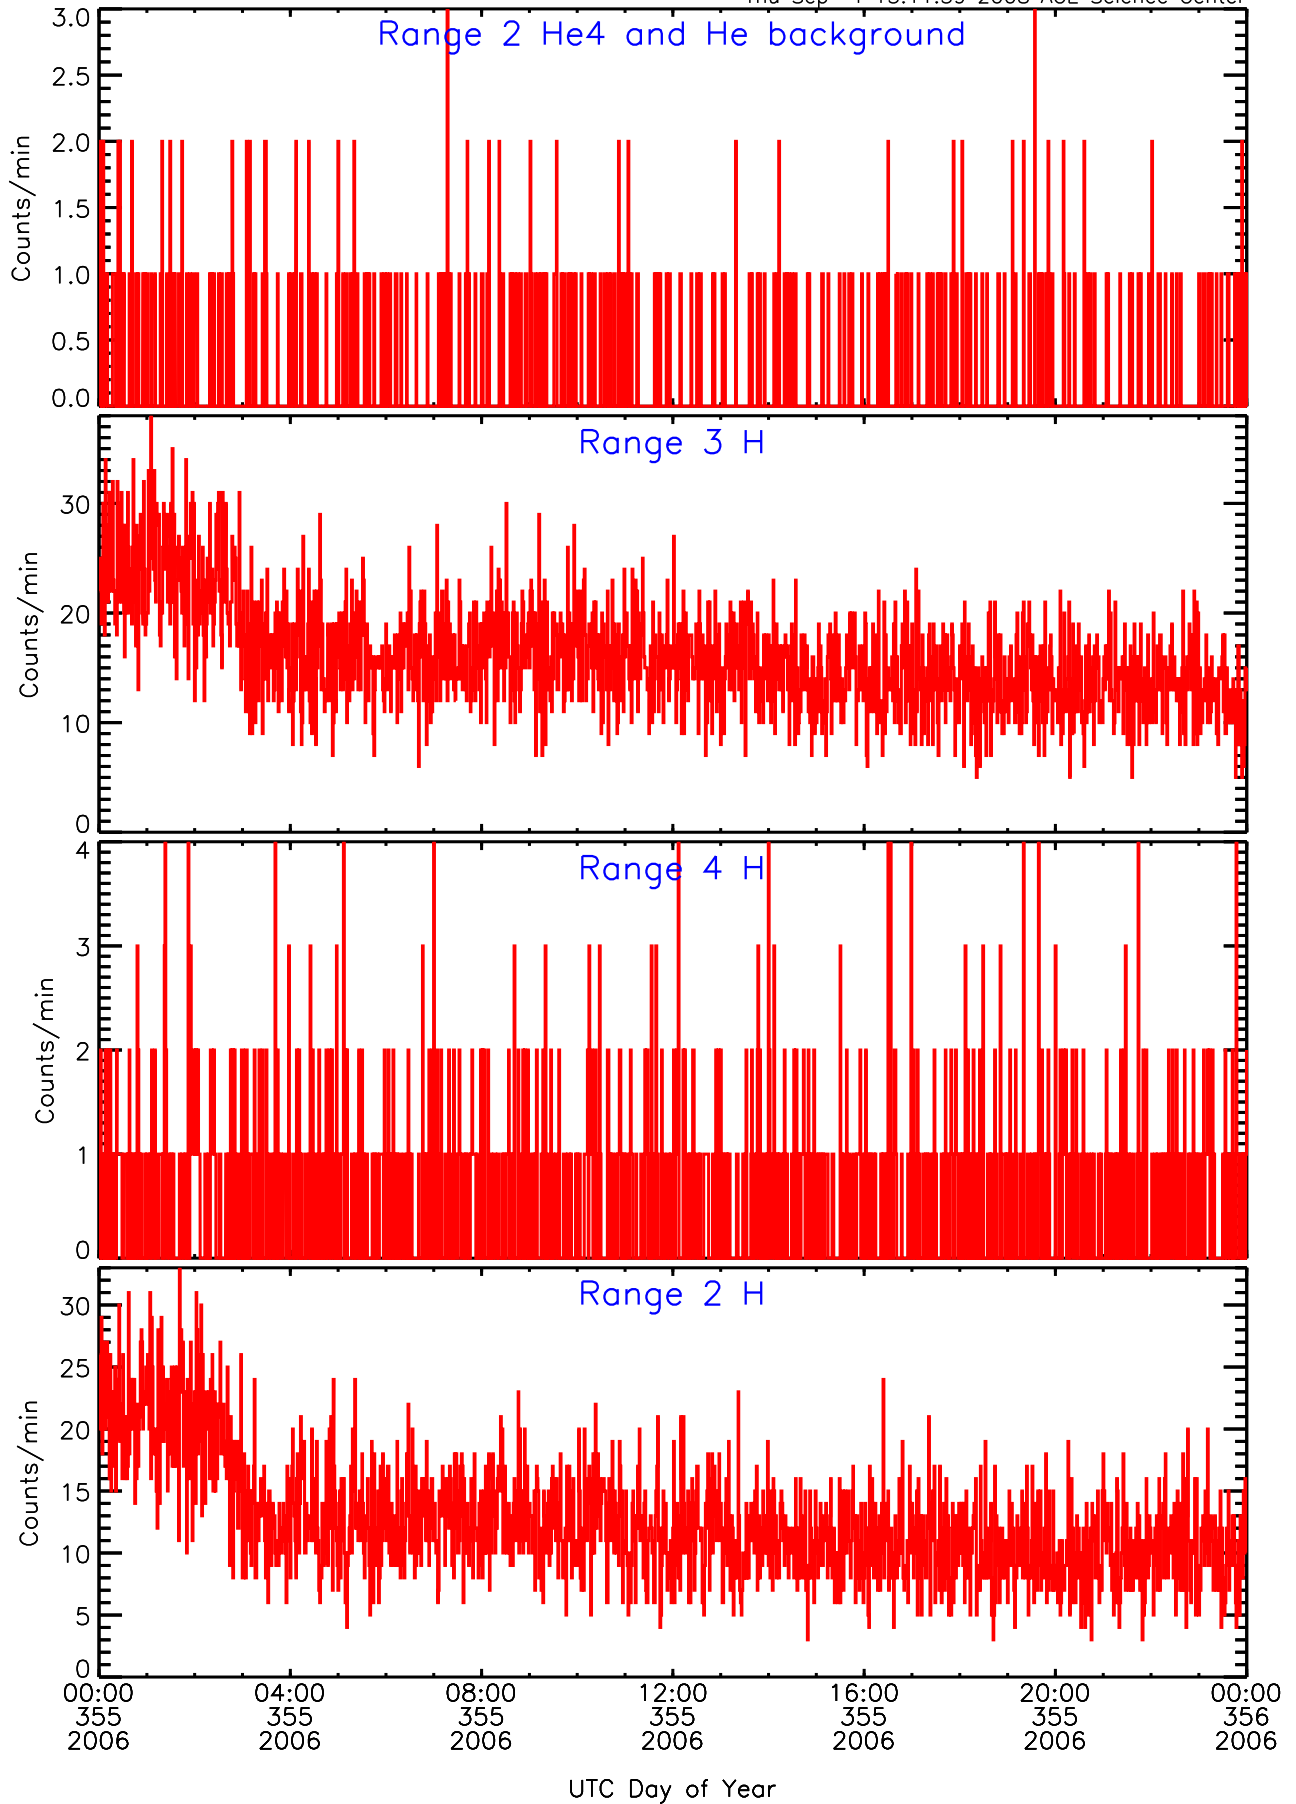 Range 2 He4 and He background
3.0
2.5
2.0
1.5
1.0
0.5
0.0
Counts/min
Range 3 H
30
20
10
0
Counts/min
Range 4 H
4
3
2
1
0
Counts/min
Range 2 H
30
25
20
15
10
5
0
Counts/min
00:00 04:00 08:00 12:00 16:00 20:00 00:00
355 355 355 355 355 355 356
2006 2006 2006 2006 2006 2006 2006
UTC Day of Year